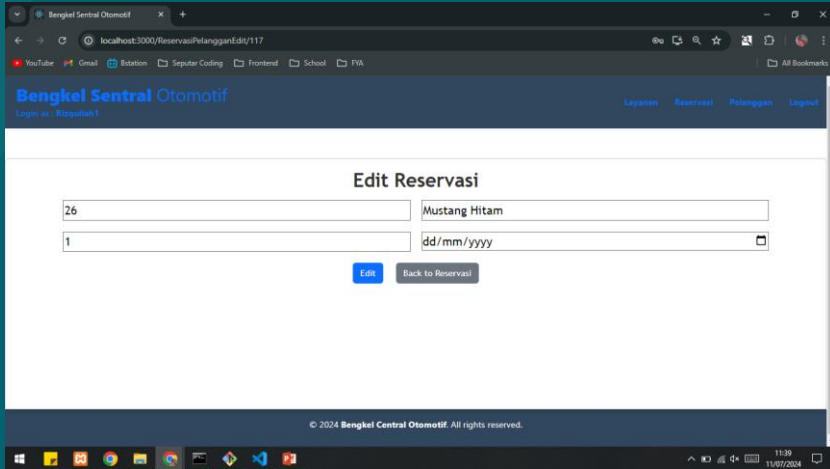 Bengkel Sentral Otomotif
localhost:3000/ReservasiPelangganEdit/117
YouTube Gmail Bstation Seputar Coding Frontend School FYA All Bookmarks
Bengkel Sentral Otomotif
Login as : Rizqullah1
Layanan Reservasi Pelanggan Logout
Edit Reservasi
26 Mustang Hitam
1 dd/mm/yyyy
Edit Back to Reservasi
© 2024 Bengkel Central Otomotif. All rights reserved.
11:39
11/07/2024